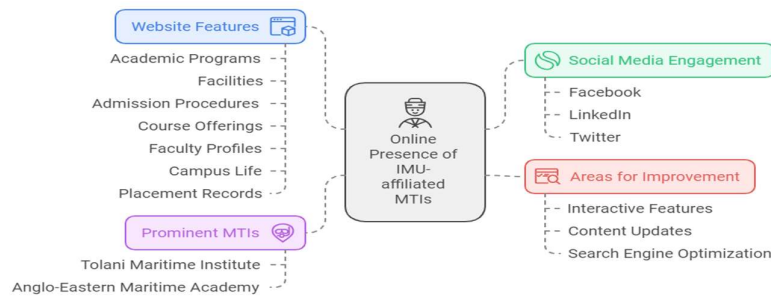 Website Features
Academic Programs
Facilities
Admission Procedures
Course Offerings
Faculty Profiles
Campus Life
Placement Records
Prominent MTIs
Tolani Maritime Institute
Anglo-Eastern Maritime Academy
Online
Presence of
IMU-
affiliated
MTIs
Social Media Engagement
Facebook
LinkedIn
Twitter
Areas for Improvement
Interactive Features
Content Updates
Search Engine Optimization